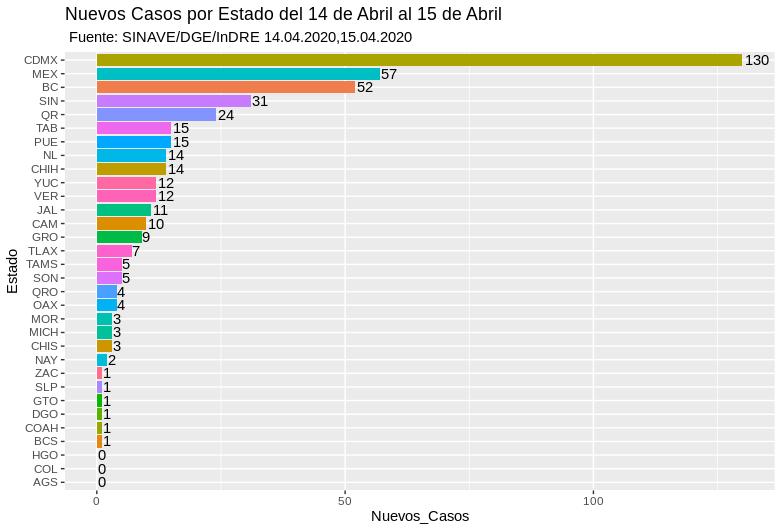 Nuevos Casos por Estado del 14 de Abril al 15 de Abril
Fuente: SINAVE/DGE/InDRE 14.04.2020,15.04.2020
Estado
CDMX 130
MEX 57
BC 52
SIN 31
QR 24
TAB 15
PUE 15
NL 14
CHIH 14
YUC 12
VER 12
JAL 11
CAM 10
GRO 9
TLAX 7
TAMS 5
SON 5
QRO 4
OAX 4
MOR 3
MICH 3
CHIS 3
NAY 2
ZAC 1
SLP 1
GTO 1
DGO 1
COAH 1
BCS 1
HGO 0
COL 0
AGS 0
0 50 100
Nuevos_Casos